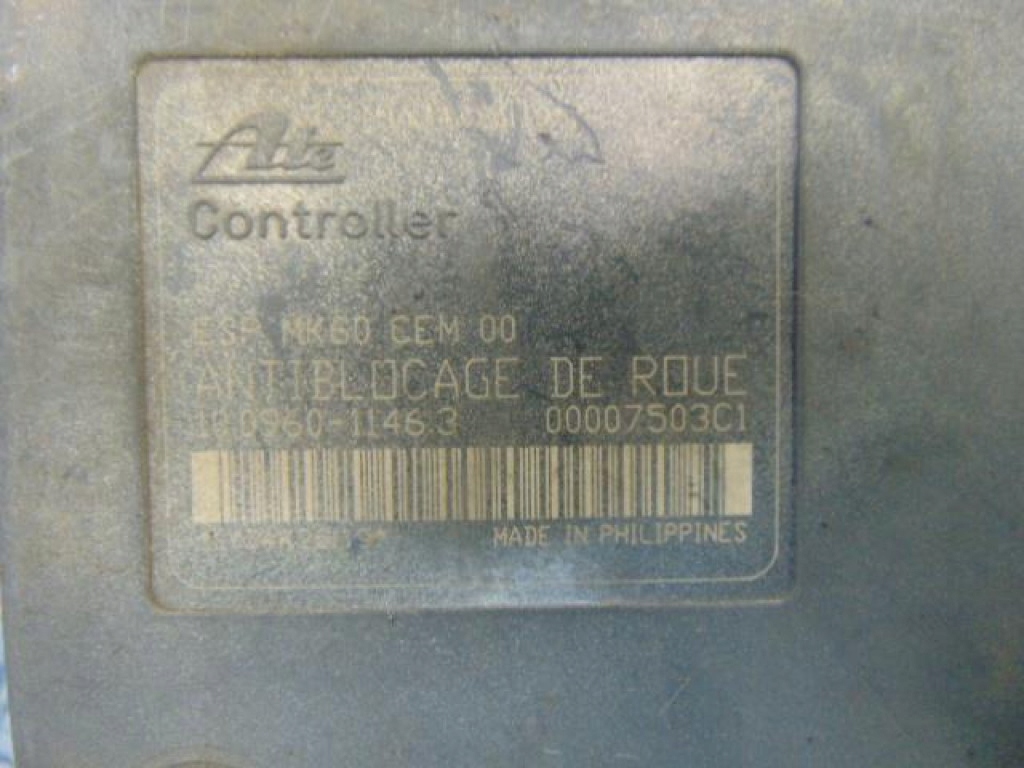 Ate
Controller
ESP MK60 CEM 00
ANTIBLOCAGE DE ROUE
10.0960-1146.3 00007503C1
MADE IN PHILIPPINES